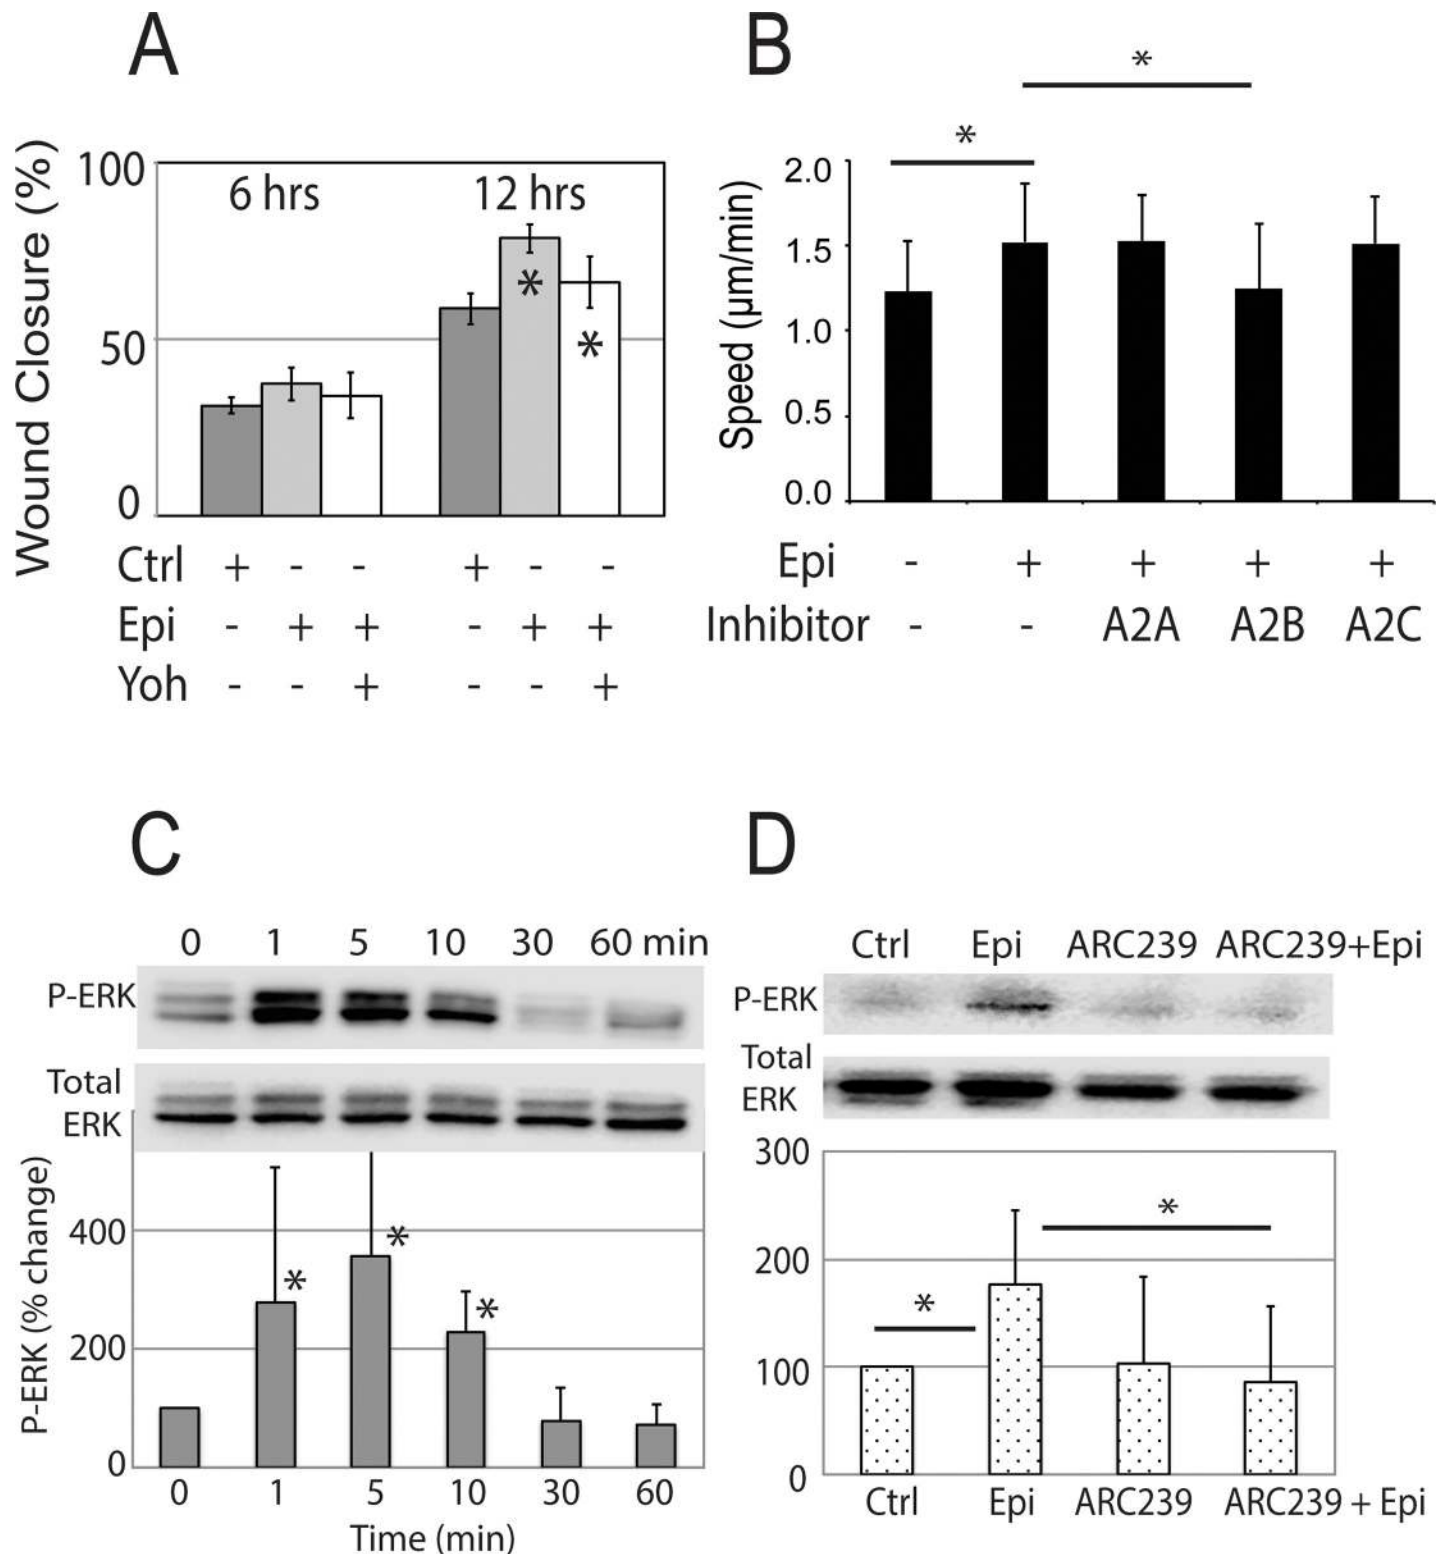 A
Wound Closure (%)
100
50
0
6 hrs
12 hrs
*
*
Ctrl + - - + - -
Epi - + + - + +
Yoh - - + - - +
B
*
*
Speed (µm/min)
2.0
1.5
1.0
0.5
0.0
Epi - + + + +
Inhibitor - - A2A A2B A2C
C
0 1 5 10 30 60 min
P-ERK
Total
ERK
P-ERK (% change)
400
200
0
*
*
*
0 1 5 10 30 60
Time (min)
D
Ctrl Epi ARC239 ARC239+Epi
P-ERK
Total
ERK
300
200
100
0
*
*
Ctrl Epi ARC239 ARC239 + Epi